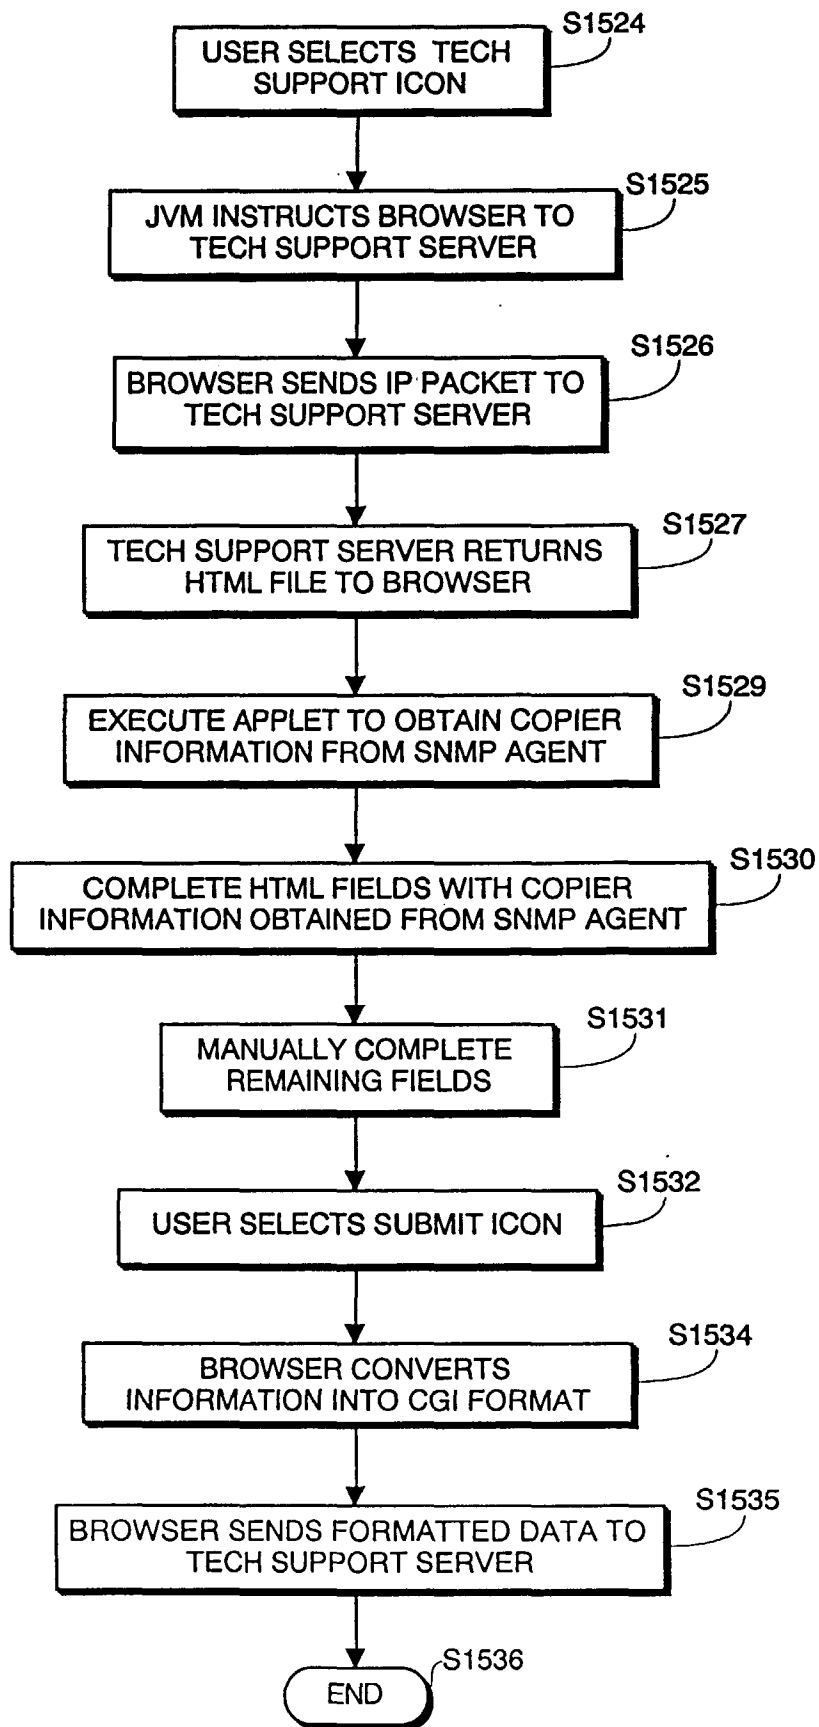 S1524
USER SELECTS TECH
SUPPORT ICON
S1525
JVM INSTRUCTS BROWSER TO
TECH SUPPORT SERVER
S1526
BROWSER SENDS IP PACKET TO
TECH SUPPORT SERVER
S1527
TECH SUPPORT SERVER RETURNS
HTML FILE TO BROWSER
S1529
EXECUTE APPLET TO OBTAIN COPIER
INFORMATION FROM SNMP AGENT
S1530
COMPLETE HTML FIELDS WITH COPIER
INFORMATION OBTAINED FROM SNMP AGENT
S1531
MANUALLY COMPLETE
REMAINING FIELDS
S1532
USER SELECTS SUBMIT ICON
S1534
BROWSER CONVERTS
INFORMATION INTO CGI FORMAT
S1535
BROWSER SENDS FORMATTED DATA TO
TECH SUPPORT SERVER
S1536
END